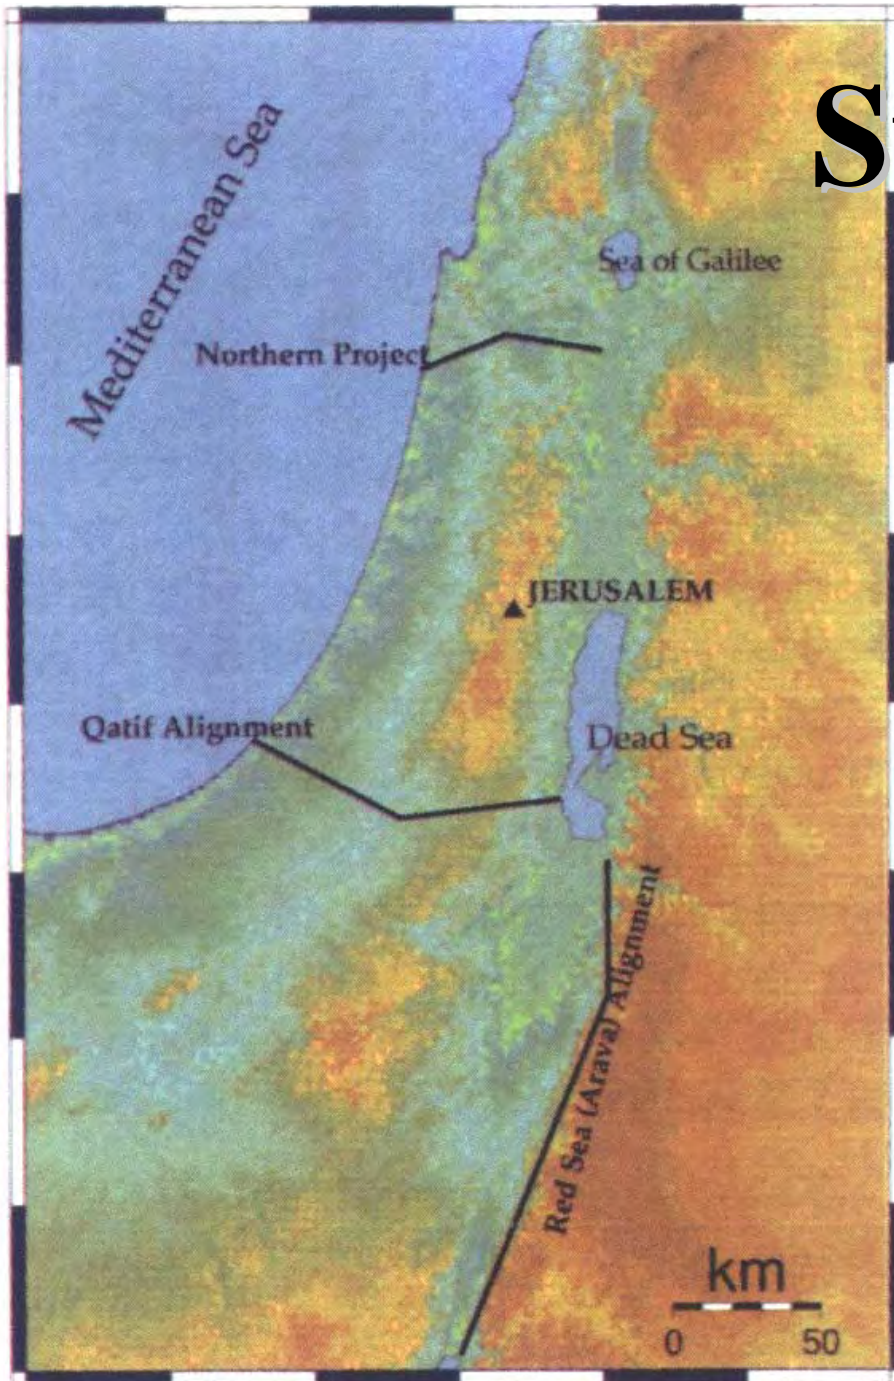 S
Mediterranean Sea
Sea of Galilee
Northern Project
JERUSALEM
Qatif Alignment
Dead Sea
Red Sea (Arava) Alignment
km
0 50